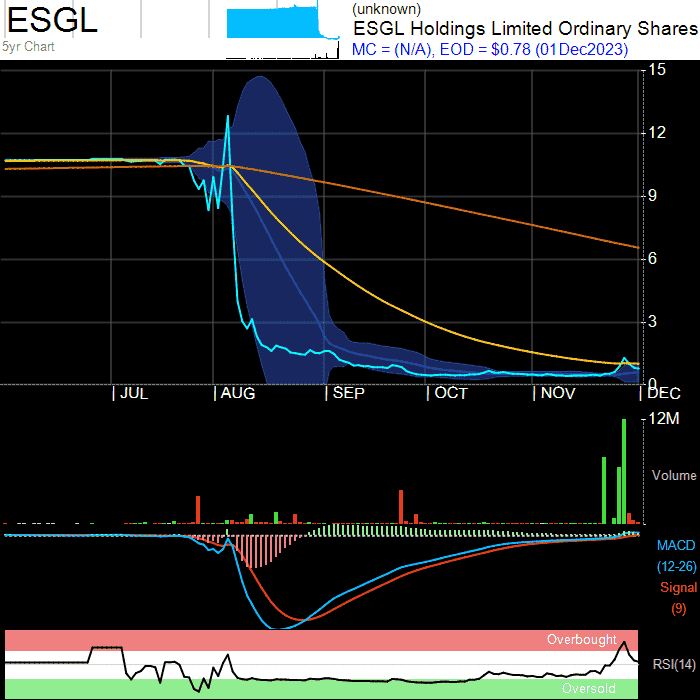 ESGL
5yr Chart
(unknown)
ESGL Holdings Limited Ordinary Shares
MC = (N/A), EOD = $0.78 (01Dec2023)
15
12
9
6
3
0
JUL AUG SEP OCT NOV DEC
12M
Volume
MACD
(12-26)
Signal
(9)
Overbought
RSI(14)
Oversold